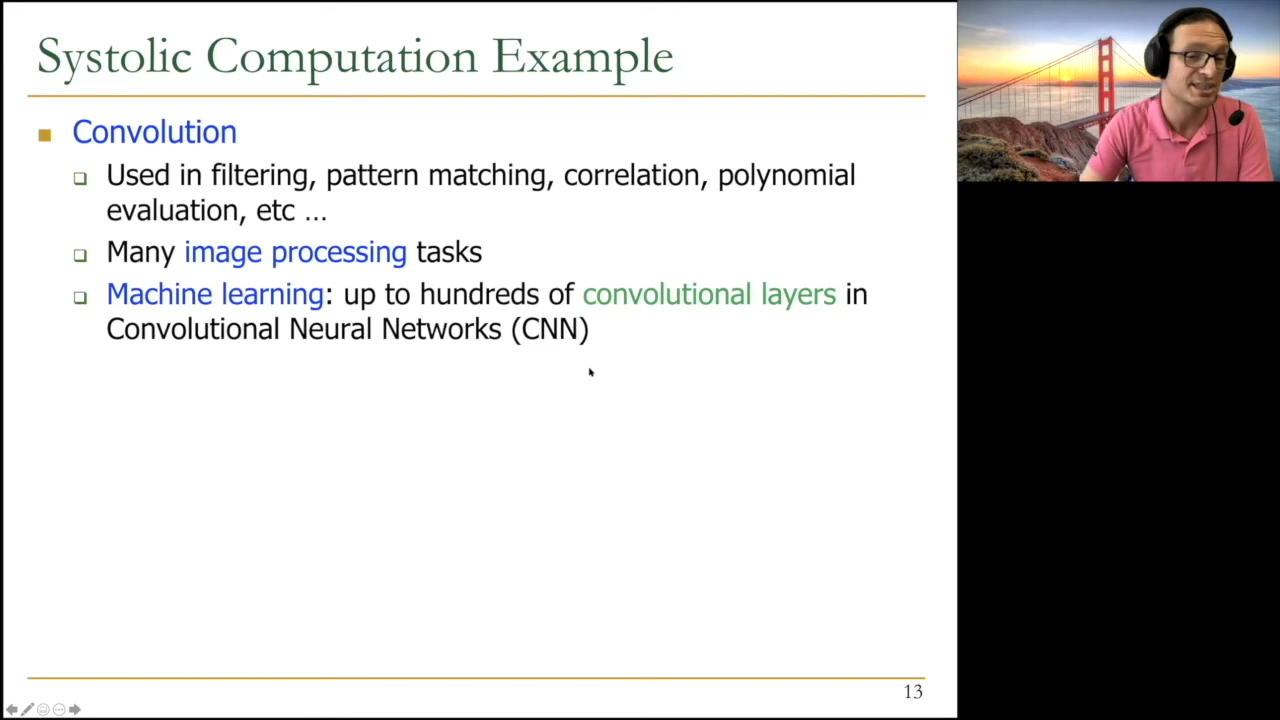 Systolic Computation Example
Convolution
Used in filtering, pattern matching, correlation, polynomial
evaluation, etc …
Many image processing tasks
Machine learning: up to hundreds of convolutional layers in
Convolutional Neural Networks (CNN)
13